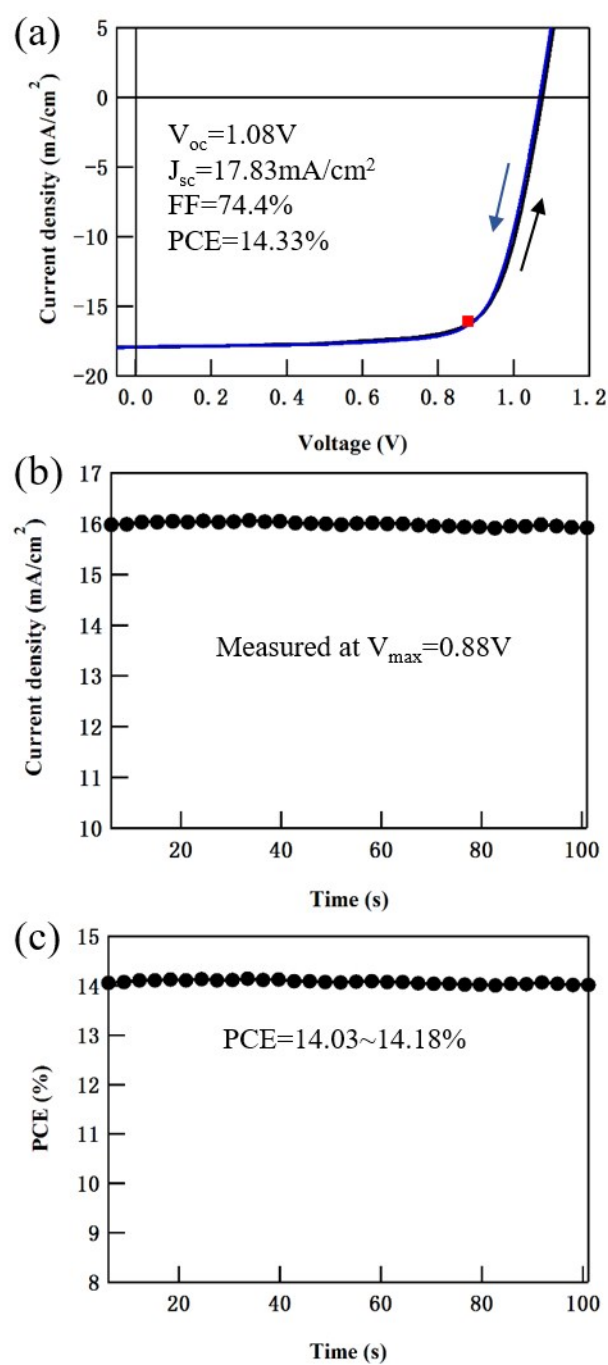 (a)
5
0
-5
-10
-15
-20
Current density (mA/cm²)
V_oc=1.08V
J_sc=17.83mA/cm²
FF=74.4%
PCE=14.33%
0.0 0.2 0.4 0.6 0.8 1.0 1.2
Voltage (V)
(b)
17
16
15
14
13
12
11
10
Current density (mA/cm²)
Measured at V_max=0.88V
20 40 60 80 100
Time (s)
(c)
15
14
13
12
11
10
9
8
PCE (%)
PCE=14.03~14.18%
20 40 60 80 100
Time (s)